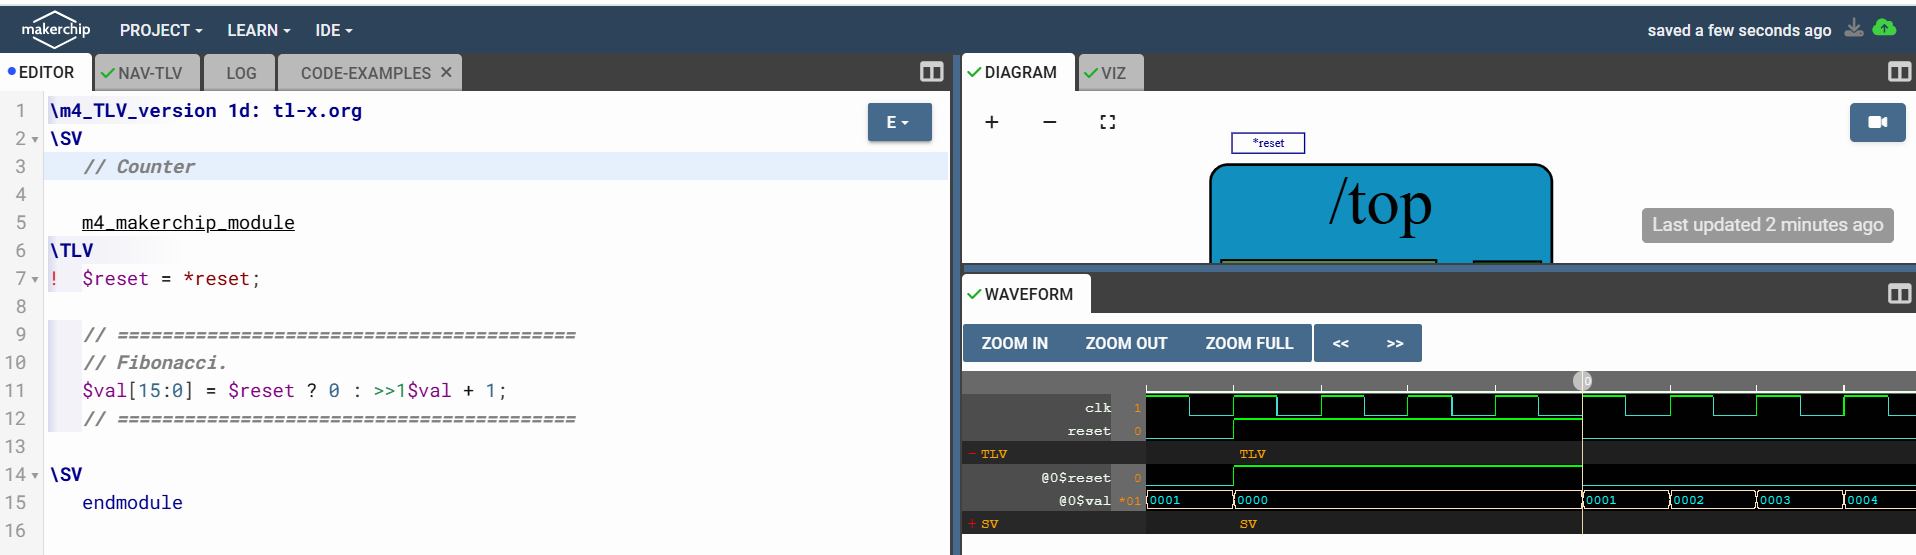 makerchip PROJECT LEARN IDE saved a few seconds ago
EDITOR NAV-TLV LOG CODE-EXAMPLES
1 \m4_TLV_version 1d: tl-x.org
2 \SV
3 // Counter
4
5 m4_makerchip_module
6 \TLV
7 ! $reset = *reset;
8
9 // =========================================
10 // Fibonacci.
11 $val[15:0] = $reset ? 0 : >>1$val + 1;
12 // =========================================
13
14 \SV
15 endmodule
16
E
DIAGRAM VIZ
*reset
/top
Last updated 2 minutes ago
WAVEFORM
ZOOM IN ZOOM OUT ZOOM FULL << >>
0
clk 1
reset 0
- TLV TLV
@0$reset 0
@0$val *01 0001 0000 0001 0002 0003 0004
+ SV SV